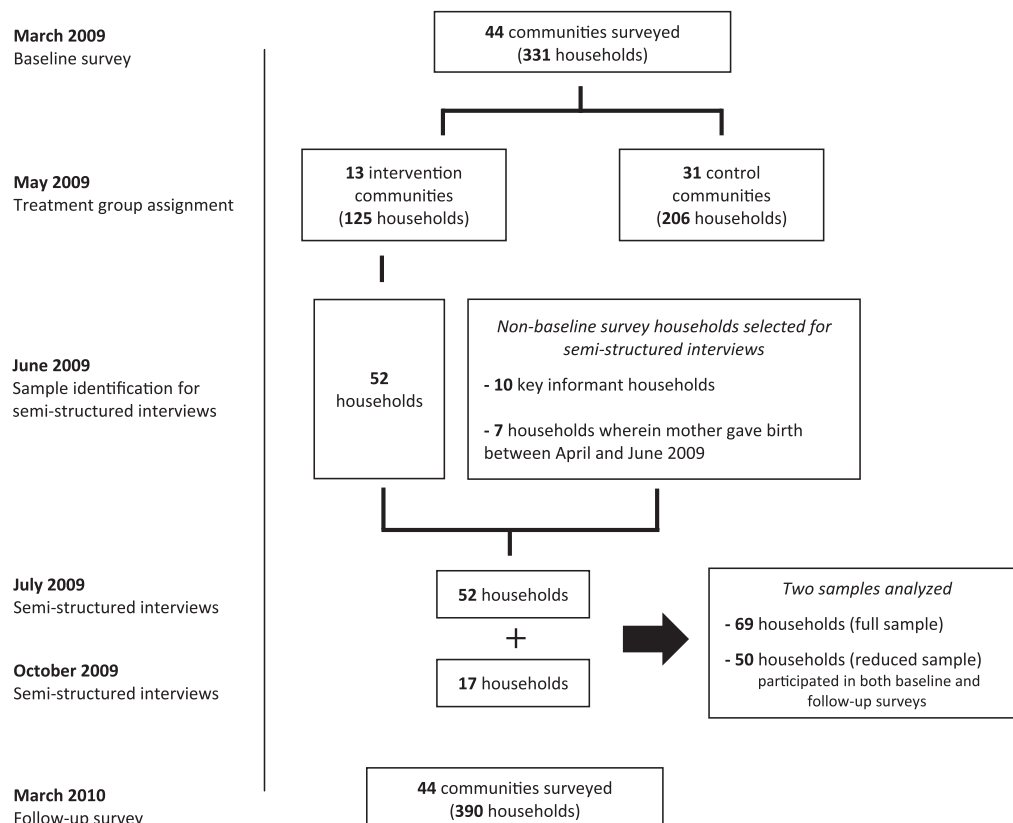 March 2009
Baseline survey
44 communities surveyed
(331 households)
May 2009
Treatment group assignment
13 intervention
communities
(125 households)
31 control
communities
(206 households)
June 2009
Sample identification for
semi-structured interviews
52
households
Non-baseline survey households selected for
semi-structured interviews
- 10 key informant households
- 7 households wherein mother gave birth
between April and June 2009
July 2009
Semi-structured interviews
52 households
+
October 2009
Semi-structured interviews
17 households
Two samples analyzed
- 69 households (full sample)
- 50 households (reduced sample)
participated in both baseline and
follow-up surveys
March 2010
Follow-up survey
44 communities surveyed
(390 households)